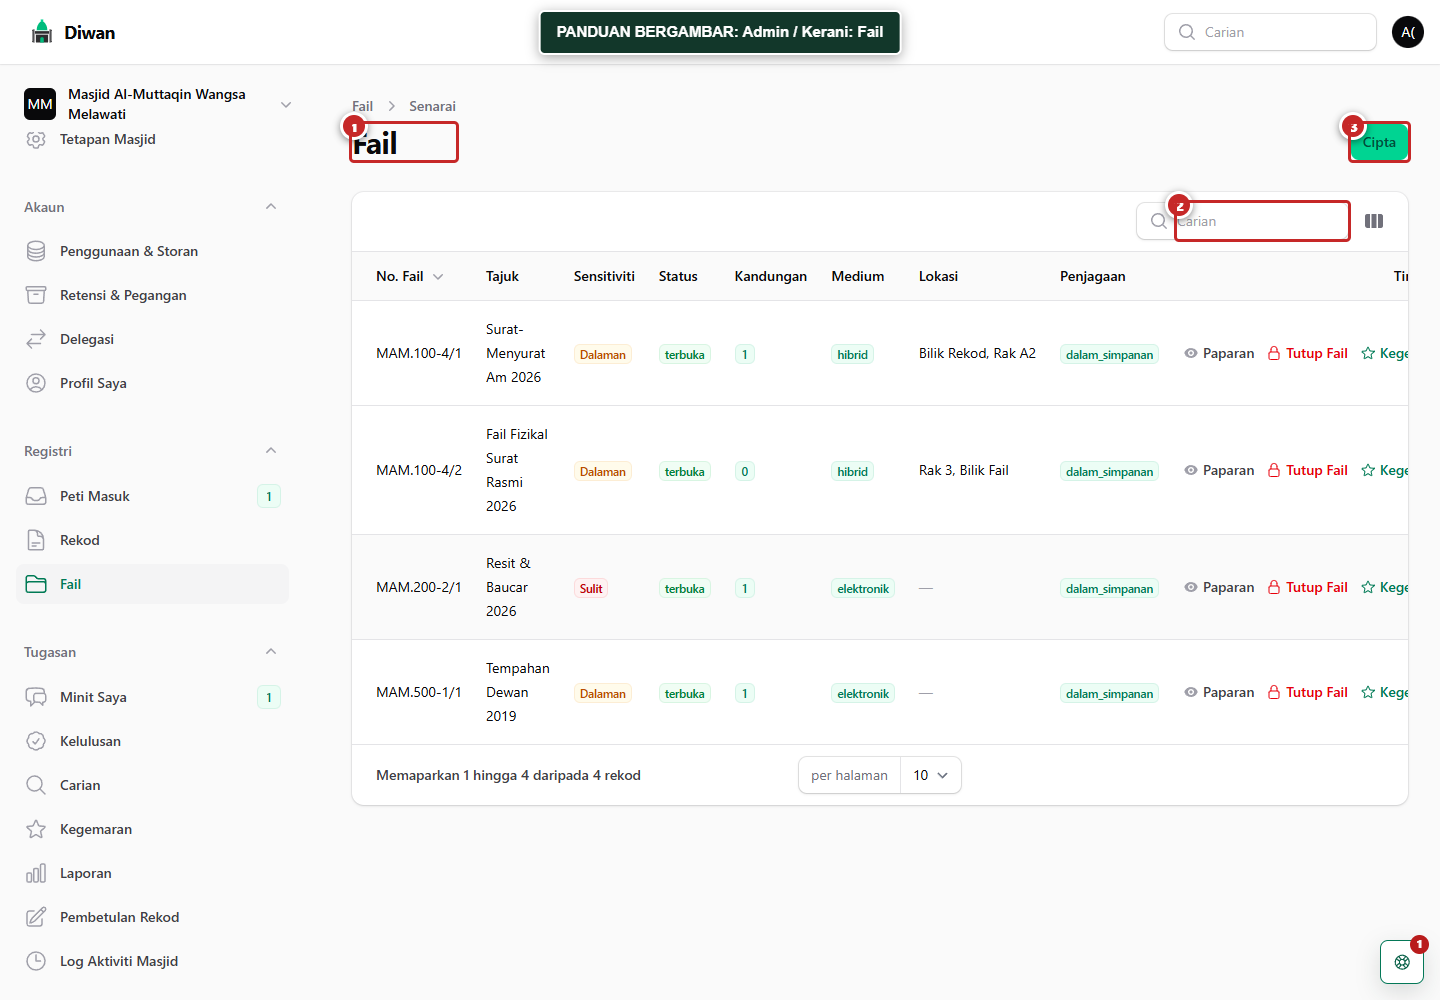 Diwan
PANDUAN BERGAMBAR: Admin / Kerani: Fail
Carian
A(
MM
Masjid Al-Muttaqin Wangsa
Melawati
Tetapan Masjid
Akaun
Penggunaan & Storan
Retensi & Pegangan
Delegasi
Profil Saya
Registri
Peti Masuk
1
Rekod
Fail
Tugasan
Minit Saya
1
Kelulusan
Carian
Kegemaran
Laporan
Pembetulan Rekod
Log Aktiviti Masjid
Fail
Senarai
1
Fail
3
Cipta
2
Carian
No. Fail
Tajuk
Sensitiviti
Status
Kandungan
Medium
Lokasi
Penjagaan
Tin
MAM.100-4/1
Surat-
Menyurat
Am 2026
Dalaman
terbuka
1
hibrid
Bilik Rekod, Rak A2
dalam_simpanan
Paparan
Tutup Fail
Kege
MAM.100-4/2
Fail Fizikal
Surat
Rasmi
2026
Dalaman
terbuka
0
hibrid
Rak 3, Bilik Fail
dalam_simpanan
Paparan
Tutup Fail
Kege
MAM.200-2/1
Resit &
Baucar
2026
Sulit
terbuka
1
elektronik
—
dalam_simpanan
Paparan
Tutup Fail
Kege
MAM.500-1/1
Tempahan
Dewan
2019
Dalaman
terbuka
1
elektronik
—
dalam_simpanan
Paparan
Tutup Fail
Kege
Memaparkan 1 hingga 4 daripada 4 rekod
per halaman
10
1